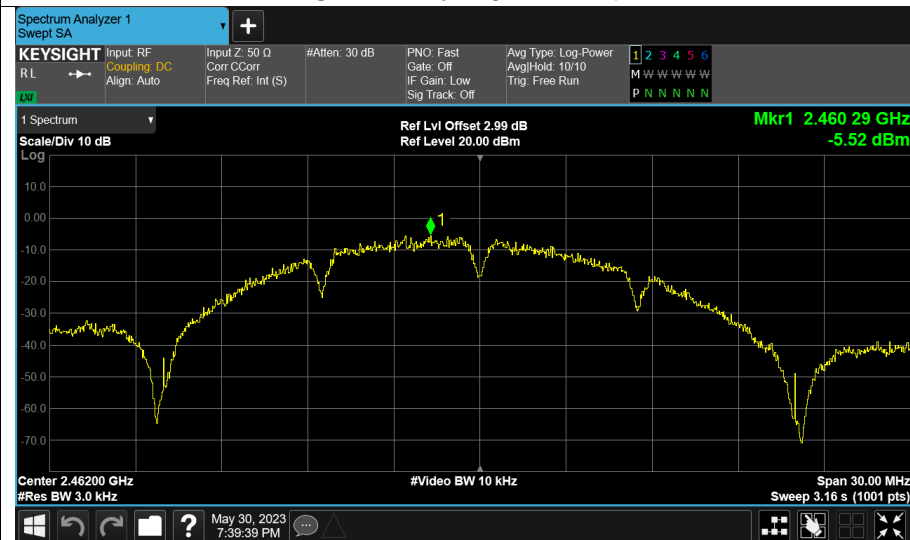 Spectrum Analyzer 1
Swept SA
+
KEYSIGHT
R L
LXI
Input: RF
Coupling: DC
Align: Auto
Input Z: 50 Ω
Corr CCorr
Freq Ref: Int (S)
#Atten: 30 dB
PNO: Fast
Gate: Off
IF Gain: Low
Sig Track: Off
Avg Type: Log-Power
Avg|Hold: 10/10
Trig: Free Run
1 2 3 4 5 6
M W W W W W
P N N N N N
1 Spectrum
Scale/Div 10 dB
Ref Lvl Offset 2.99 dB
Ref Level 20.00 dBm
Mkr1 2.460 29 GHz
-5.52 dBm
Log
10.0
0.00
-10.0
-20.0
-30.0
-40.0
-50.0
-60.0
-70.0
1
Center 2.46200 GHz
#Res BW 3.0 kHz
#Video BW 10 kHz
Span 30.00 MHz
Sweep 3.16 s (1001 pts)
?
May 30, 2023
7:39:39 PM